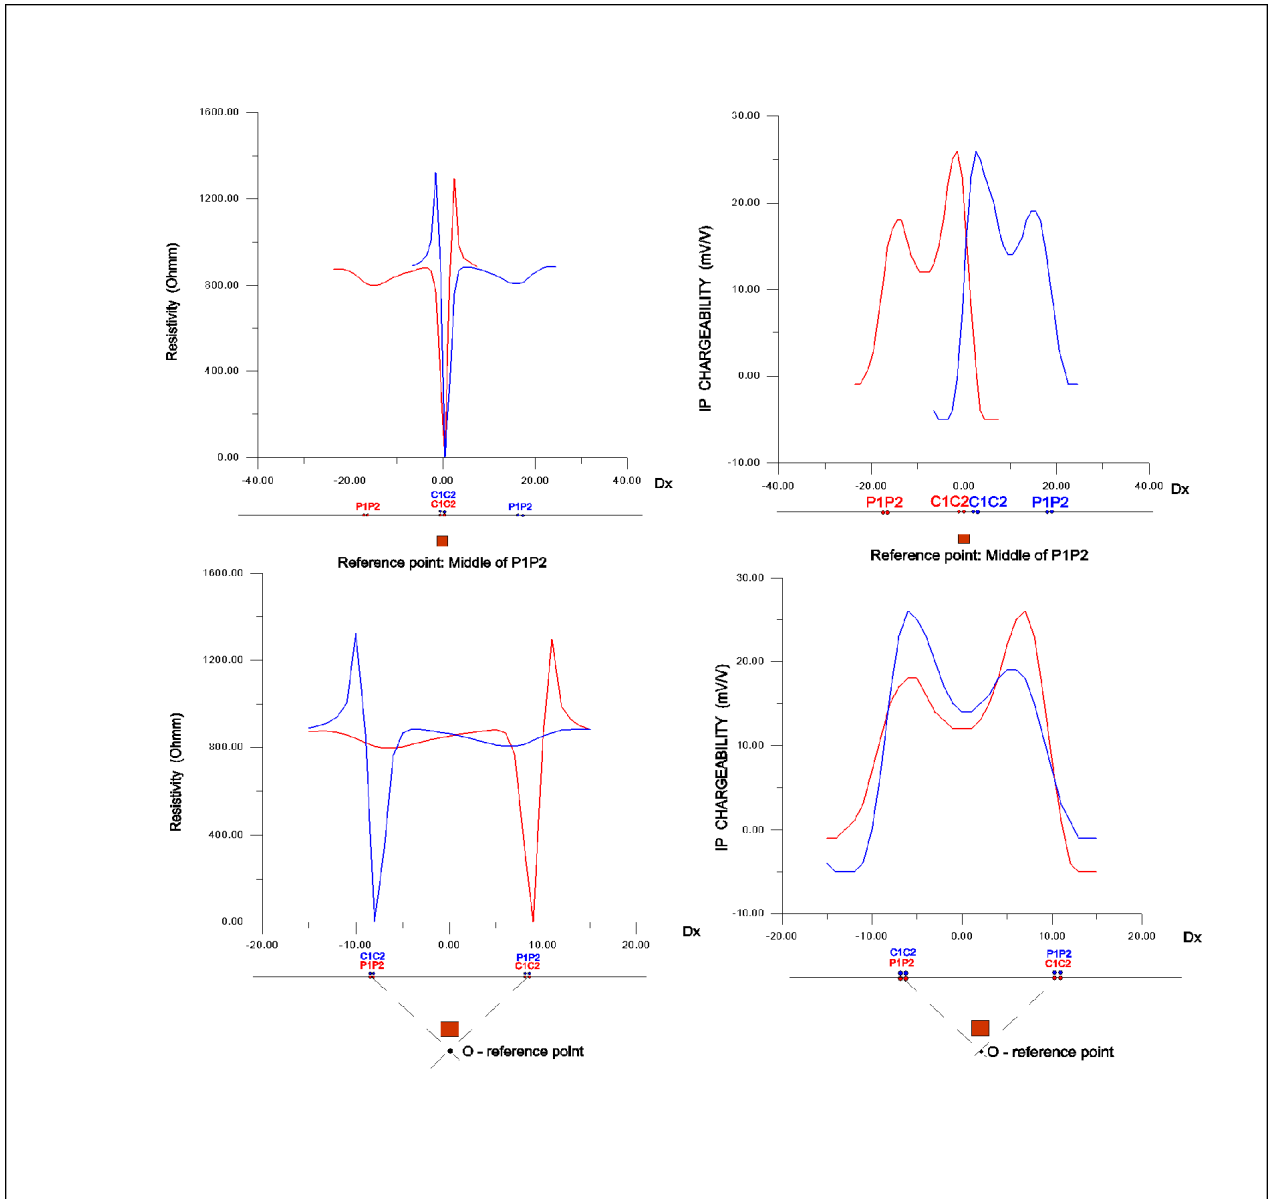 1600.00
1200.00
800.00
400.00
0.00
Resistivity (Ohmm)
-40.00
-20.00
0.00
20.00
40.00
Dx
C1C2
P1P2
C1C2
P1P2
Reference point: Middle of P1P2
30.00
20.00
10.00
0.00
-10.00
IP CHARGEABILITY (mV/V)
-40.00
-20.00
0.00
20.00
40.00
Dx
P1P2
C1C2
C1C2
P1P2
Reference point: Middle of P1P2
1600.00
1200.00
800.00
400.00
0.00
Resistivity (Ohmm)
-20.00
-10.00
0.00
10.00
20.00
Dx
C1C2
P1P2
P1P2
C1C2
O - reference point
30.00
20.00
10.00
0.00
-10.00
IP CHARGEABILITY (mV/V)
-20.00
-10.00
0.00
10.00
20.00
Dx
C1C2
P1P2
P1P2
C1C2
O - reference point